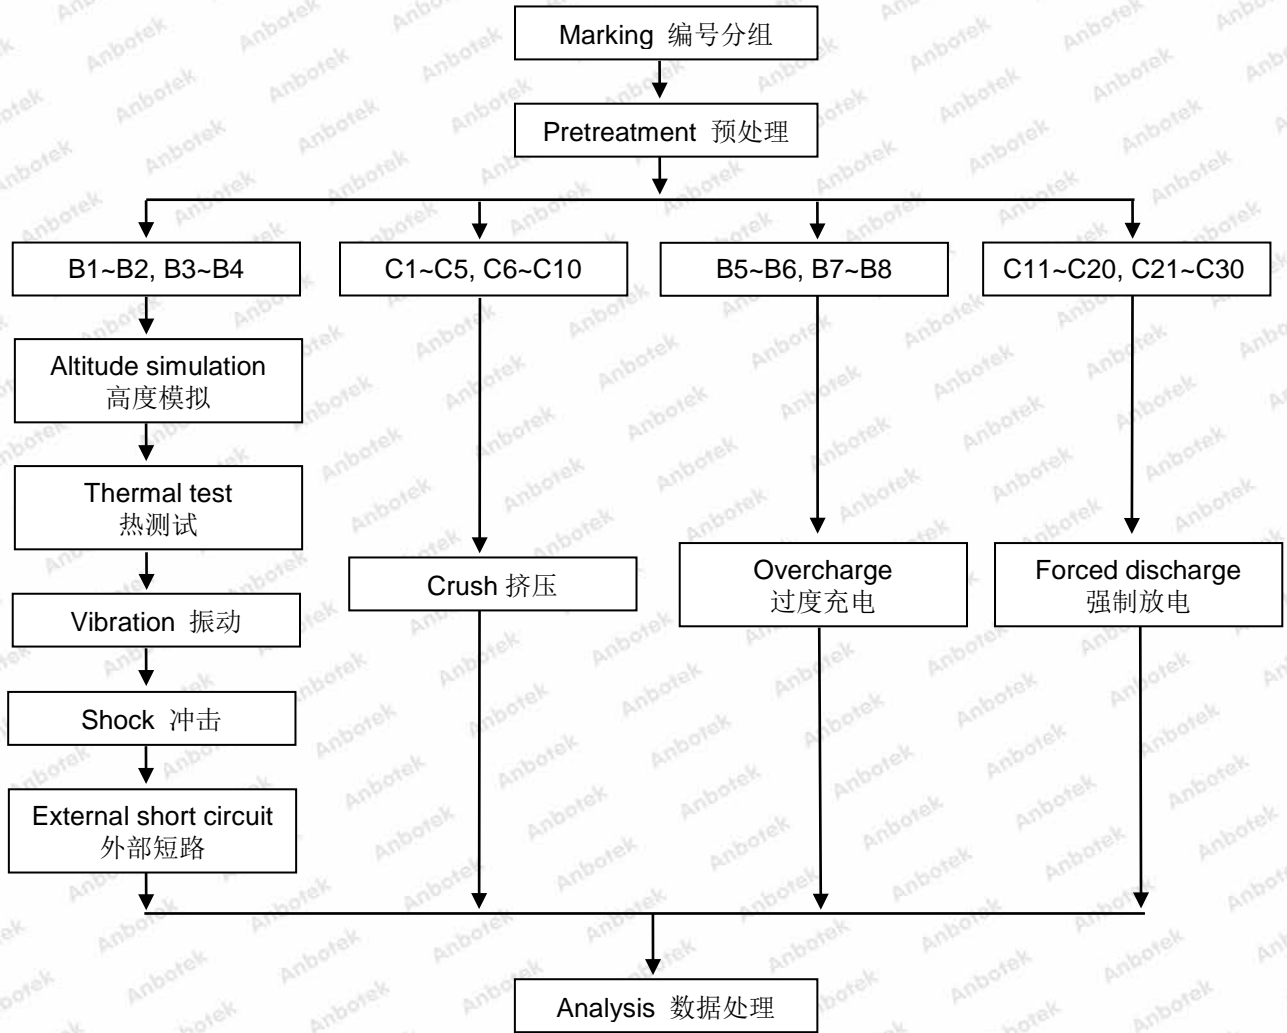 Marking 编号分组
Pretreatment 预处理
B1~B2, B3~B4
C1~C5, C6~C10
B5~B6, B7~B8
C11~C20, C21~C30
Altitude simulation
高度模拟
Thermal test
热测试
Vibration 振动
Shock 冲击
External short circuit
外部短路
Crush 挤压
Overcharge
过度充电
Forced discharge
强制放电
Analysis 数据处理
Anbotek